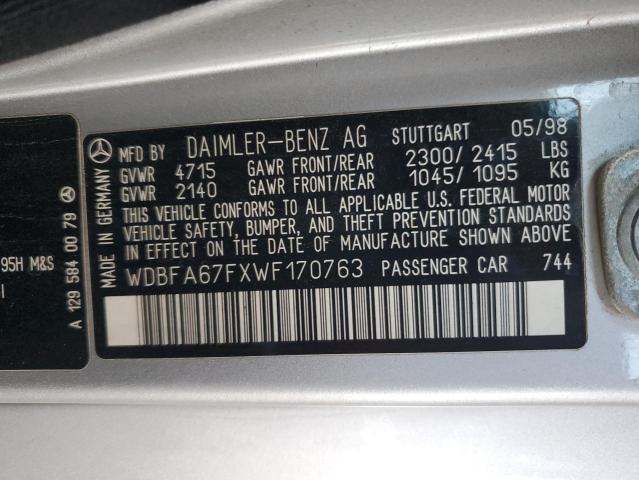 MFD BY DAIMLER-BENZ AG STUTTGART 05/98
GVWR 4715 GAWR FRONT/REAR 2300/ 2415 LBS
GVWR 2140 GAWR FRONT/REAR 1045/ 1095 KG
THIS VEHICLE CONFORMS TO ALL APPLICABLE U.S. FEDERAL MOTOR
VEHICLE SAFETY, BUMPER, AND THEFT PREVENTION STANDARDS
IN EFFECT ON THE DATE OF MANUFACTURE SHOWN ABOVE.
WDBFA67FXWF170763 PASSENGER CAR 744
MADE IN GERMANY
A 129 584 00 79
95H M&S